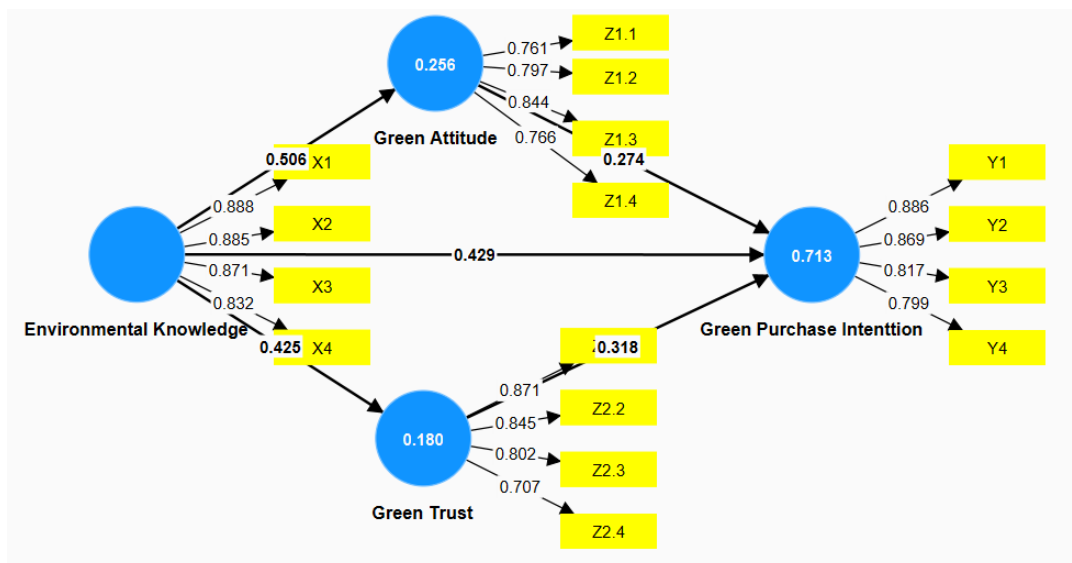 0.256
Green Attitude
0.761
0.797
0.844
0.766
Z1.1
Z1.2
Z1.3
Z1.4
0.506
0.274
X1
X2
X3
X4
0.888
0.885
0.871
0.832
Environmental Knowledge
0.429
0.425
0.713
Green Purchase Intenttion
0.886
0.869
0.817
0.799
Y1
Y2
Y3
Y4
0.318
0.180
Green Trust
0.871
0.845
0.802
0.707
Z2.2
Z2.3
Z2.4